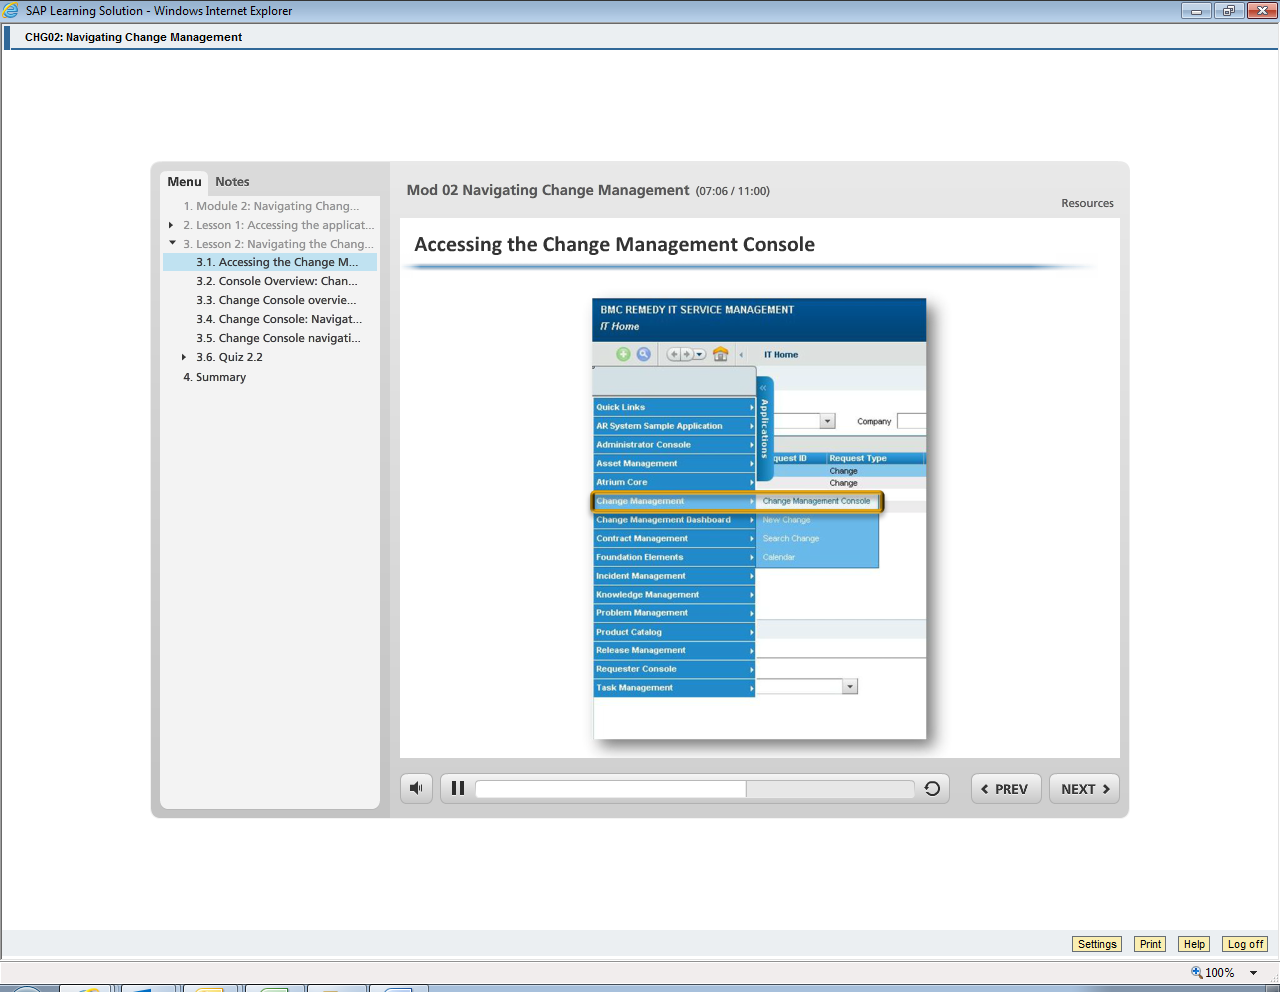 SAP Learning Solution - Windows Internet Explorer
CHG02: Navigating Change Management
Menu
Notes
1. Module 2: Navigating Chang...
2. Lesson 1: Accessing the applicat...
3. Lesson 2: Navigating the Chang...
3.1. Accessing the Change M...
3.2. Console Overview: Chan...
3.3. Change Console overvie...
3.4. Change Console: Navigat...
3.5. Change Console navigati...
3.6. Quiz 2.2
4. Summary
Mod 02 Navigating Change Management (07:06 / 11:00)
Resources
Accessing the Change Management Console
BMC REMEDY IT SERVICE MANAGEMENT
IT Home
IT Home
Applications
Company
Quick Links
AR System Sample Application
Administrator Console
Asset Management
Atrium Core
Change Management
Change Management Dashboard
Contract Management
Foundation Elements
Incident Management
Knowledge Management
Problem Management
Product Catalog
Release Management
Requester Console
Task Management
quest ID Request Type
Change
Change
Change Management Console
New Change
Search Change
Calendar
PREV
NEXT
Settings
Print
Help
Log off
100%